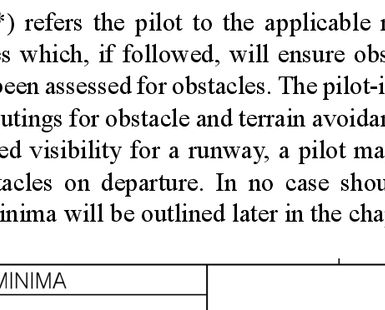 *) refers the pilot to the applicable
es which, if followed, will ensure obs
been assessed for obstacles. The pilot-i
utings for obstacle and terrain avoidan
ed visibility for a runway, a pilot ma
tacles on departure. In no case shou
inima will be outlined later in the cha
MINIMA